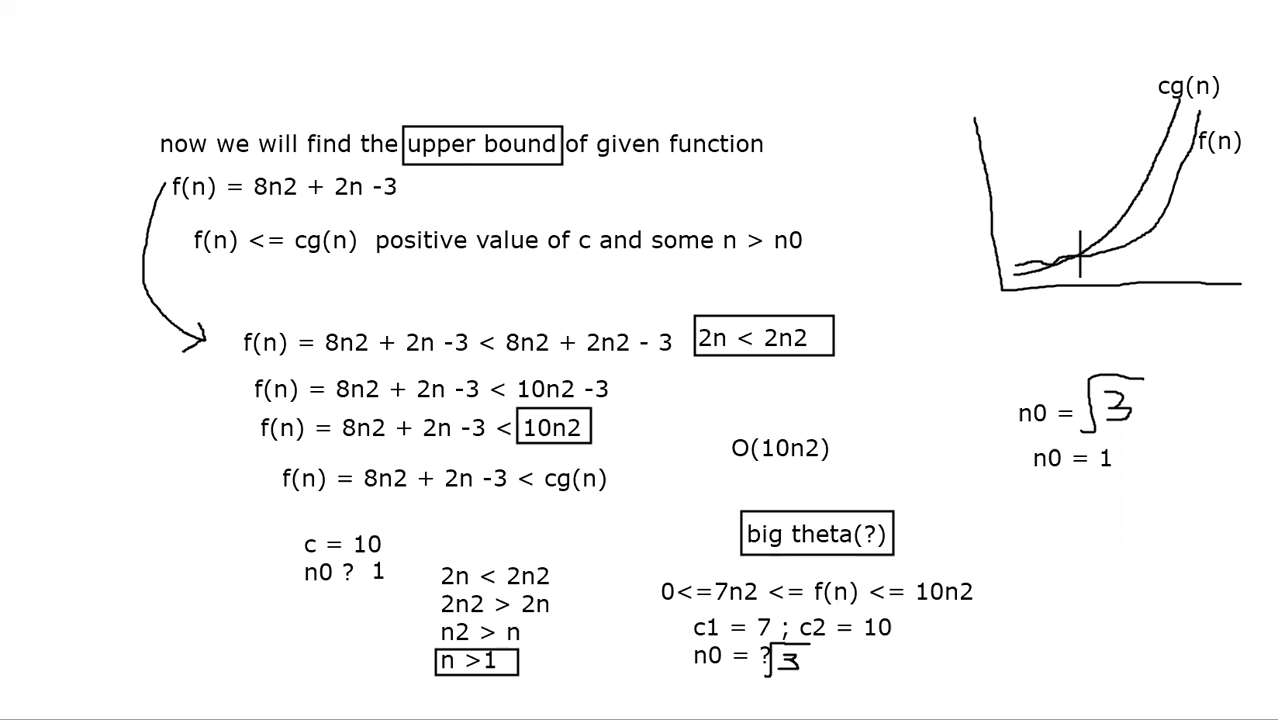 now we will find the upper bound of given function
f(n) = 8n2 + 2n -3
f(n) <= cg(n) positive value of c and some n > n0
f(n) = 8n2 + 2n -3 < 8n2 + 2n2 - 3 2n < 2n2
f(n) = 8n2 + 2n -3 < 10n2 -3
f(n) = 8n2 + 2n -3 < 10n2
f(n) = 8n2 + 2n -3 < cg(n)
c = 10
n0 ? 1
2n < 2n2
2n2 > 2n
n2 > n
n >1
O(10n2)
big theta(?)
0<=7n2 <= f(n) <= 10n2
c1 = 7 ; c2 = 10
n0 = ?√3
cg(n)
f(n)
n0 = √3
n0 = 1